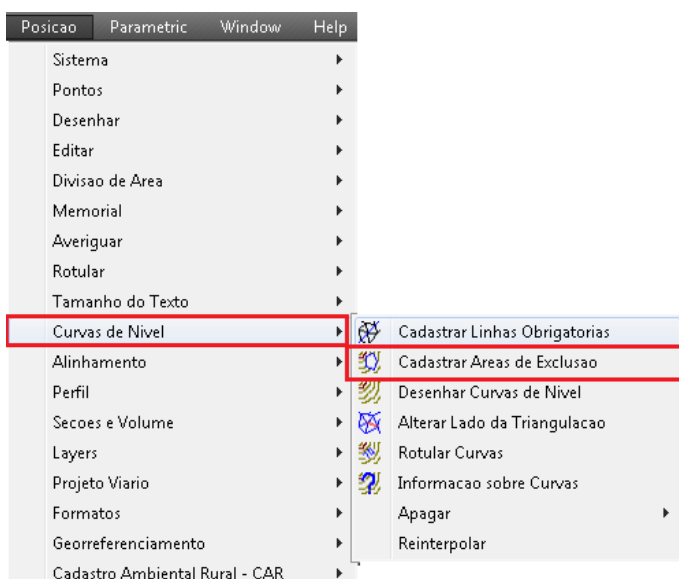 Posicao Parametric Window Help
Sistema
Pontos
Desenhar
Editar
Divisao de Area
Memorial
Averiguar
Rotular
Tamanho do Texto
Curvas de Nivel
Alinhamento
Perfil
Secoes e Volume
Layers
Projeto Viario
Formatos
Georreferenciamento
Cadastro Ambiental Rural - CAR
Cadastrar Linhas Obrigatorias
Cadastrar Areas de Exclusao
Desenhar Curvas de Nivel
Alterar Lado da Triangulacao
Rotular Curvas
Informacao sobre Curvas
Apagar
Reinterpolar